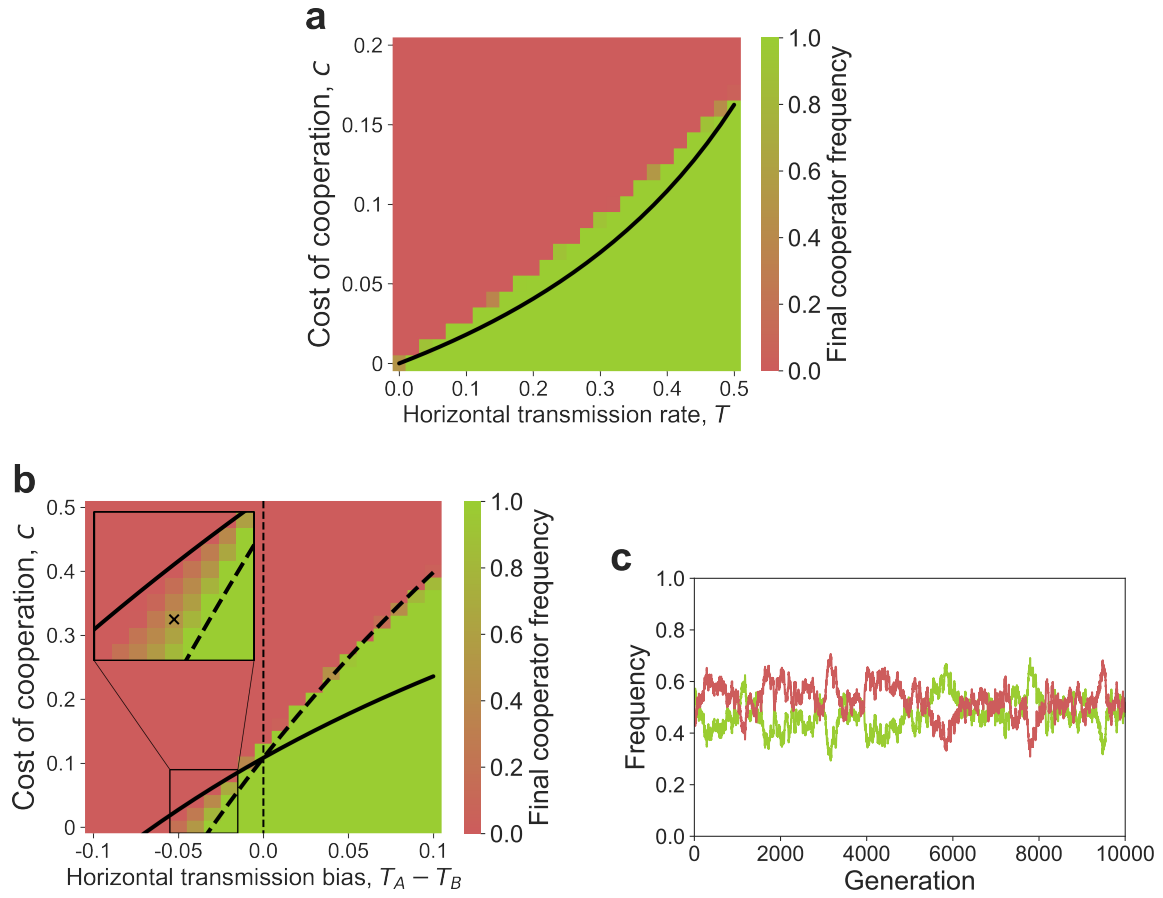 a
Cost of cooperation, c
0.2
0.15
0.1
0.05
0
0.0 0.1 0.2 0.3 0.4 0.5
Horizontal transmission rate, T
1.0
0.8
0.6
0.4
0.2
0.0
Final cooperator frequency
b
Cost of cooperation, c
0.5
0.4
0.3
0.2
0.1
0
-0.1 -0.05 0.0 0.05 0.1
Horizontal transmission bias, T_A − T_B
1.0
0.8
0.6
0.4
0.2
0.0
Final cooperator frequency
c
Frequency
1.0
0.8
0.6
0.4
0.2
0.0
0 2000 4000 6000 8000 10000
Generation